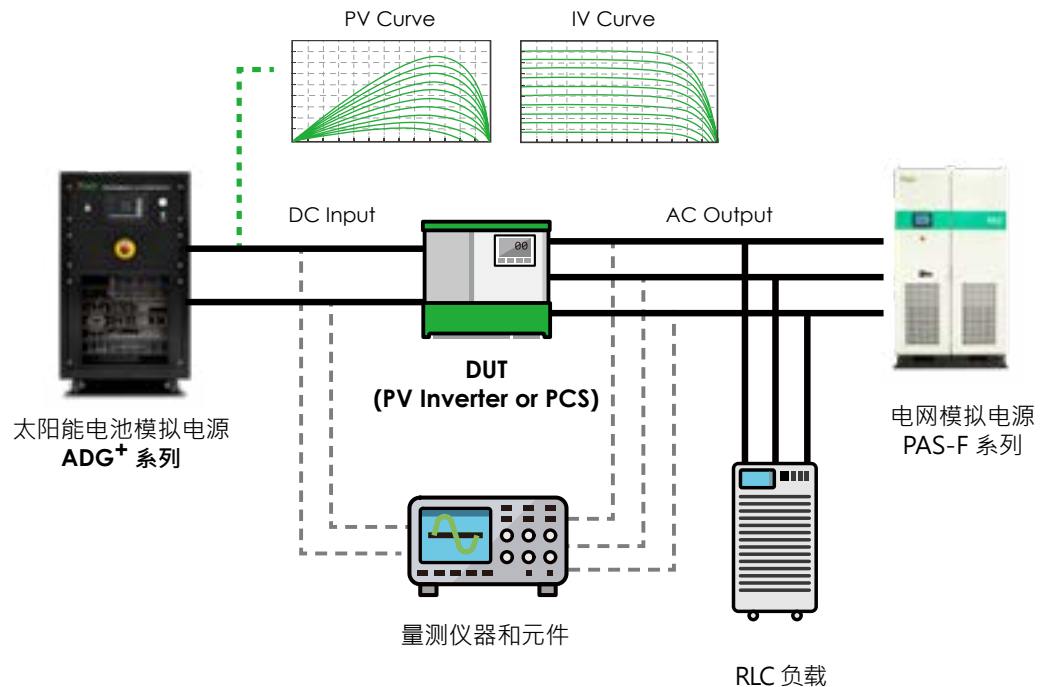 PV Curve
IV Curve
DC Input
AC Output
00
DUT
(PV Inverter or PCS)
太阳能电池模拟电源
ADG⁺ 系列
电网模拟电源
PAS-F 系列
量测仪器和元件
RLC 负载